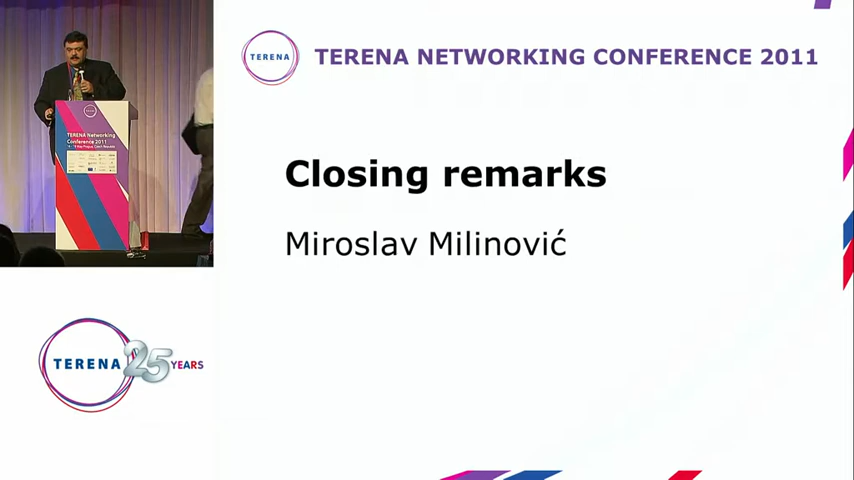 TERENA
TERENA NETWORKING CONFERENCE 2011
TERENA Networking
Conference 2011
Closing remarks
Miroslav Milinović
TERENA 25 YEARS